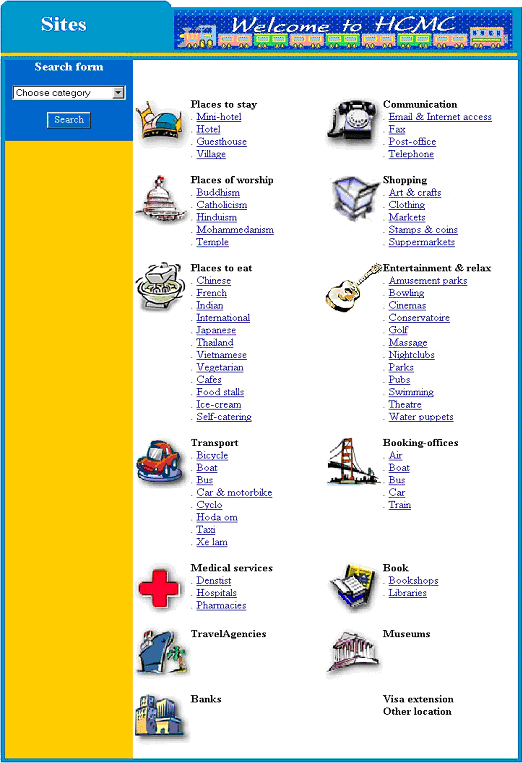 Sites
Welcome to HCMC
Search form
Choose category
Search
Places to stay
. Mini-hotel
. Hotel
. Guesthouse
. Village
Communication
. Email & Internet access
. Fax
. Post-office
. Telephone
Places of worship
. Buddhism
. Catholicism
. Hinduism
. Mohammedanism
. Temple
Shopping
. Art & crafts
. Clothing
. Markets
. Stamps & coins
. Suppermarkets
Places to eat
. Chinese
. French
. Indian
. International
. Japanese
. Thailand
. Vietnamese
. Vegetarian
. Cafes
. Food stalls
. Ice-cream
. Self-catering
Entertainment & relax
. Amusement parks
. Bowling
. Cinemas
. Conservatoire
. Golf
. Massage
. Nightclubs
. Parks
. Pubs
. Swimming
. Theatre
. Water puppets
Transport
. Bicycle
. Boat
. Bus
. Car & motorbike
. Cyclo
. Hoda om
. Taxi
. Xe lam
Booking-offices
. Air
. Boat
. Bus
. Car
. Train
Medical services
. Denstist
. Hospitals
. Pharmacies
Book
. Bookshops
. Libraries
TravelAgencies
Museums
Banks
Visa extension
Other location